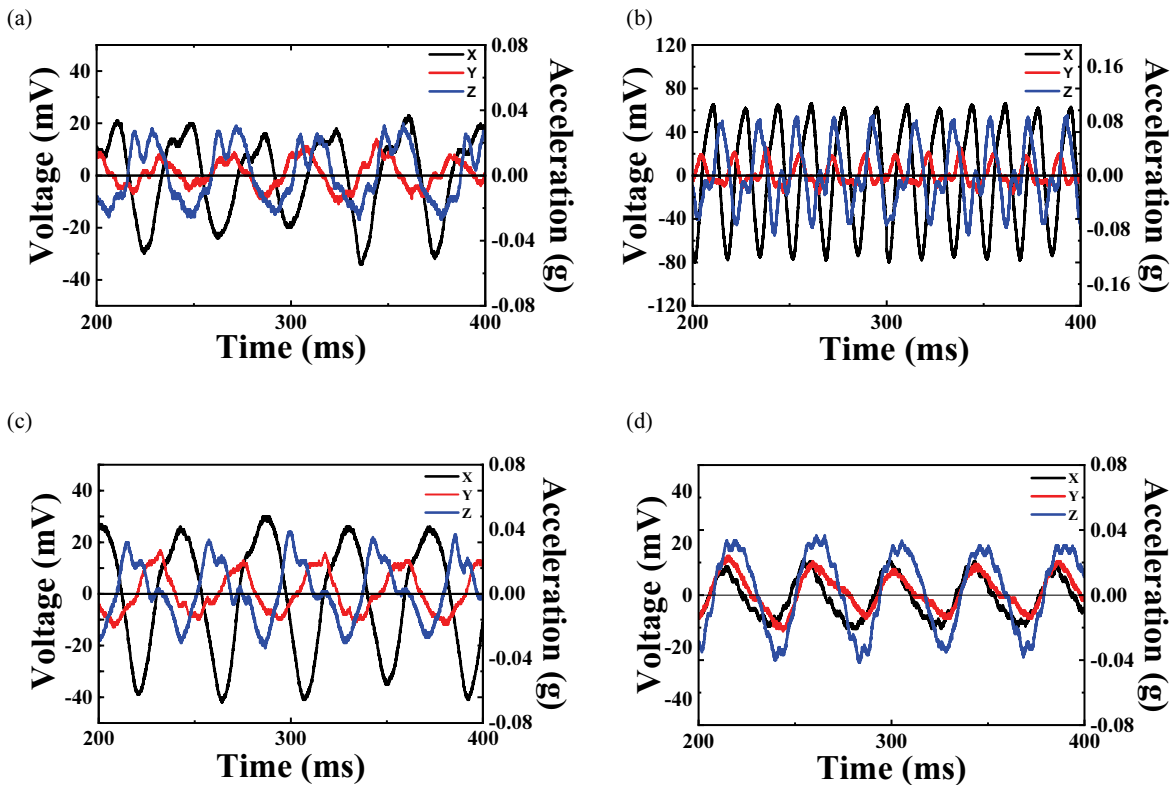 (a)
40
20
0
-20
-40
Voltage (mV)
0.08
0.04
0.00
-0.04
-0.08
Acceleration (g)
X
Y
Z
200
300
400
Time (ms)
(b)
120
80
40
0
-40
-80
-120
Voltage (mV)
0.16
0.08
0.00
-0.08
-0.16
Acceleration (g)
X
Y
Z
200
300
400
Time (ms)
(c)
40
20
0
-20
-40
Voltage (mV)
0.08
0.04
0.00
-0.04
-0.08
Acceleration (g)
X
Y
Z
200
300
400
Time (ms)
(d)
40
20
0
-20
-40
Voltage (mV)
0.08
0.04
0.00
-0.04
-0.08
Acceleration (g)
X
Y
Z
200
300
400
Time (ms)